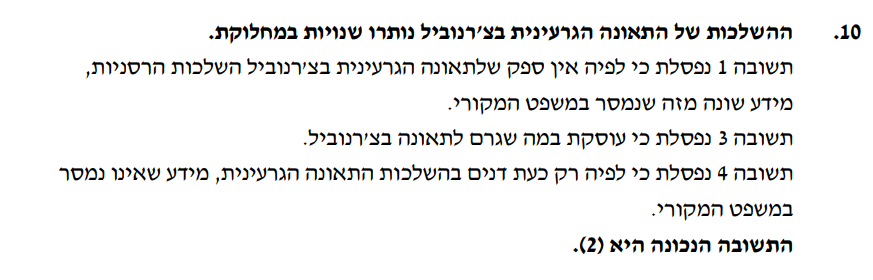 10. ההשלכות של התאונה הגרעינית בצ'רנוביל נותרו שנויות במחלוקת.
תשובה 1 נפסלת כי לפיה אין ספק שלתאונה הגרעינית בצ'רנוביל השלכות הרסניות,
מידע שונה מזה שנמסר במשפט המקורי.
תשובה 3 נפסלת כי עוסקת במה שגרם לתאונה בצ'רנוביל.
תשובה 4 נפסלת כי לפיה רק כעת דנים בהשלכות התאונה הגרעינית, מידע שאינו נמסר
במשפט המקורי.
התשובה הנכונה היא (2).